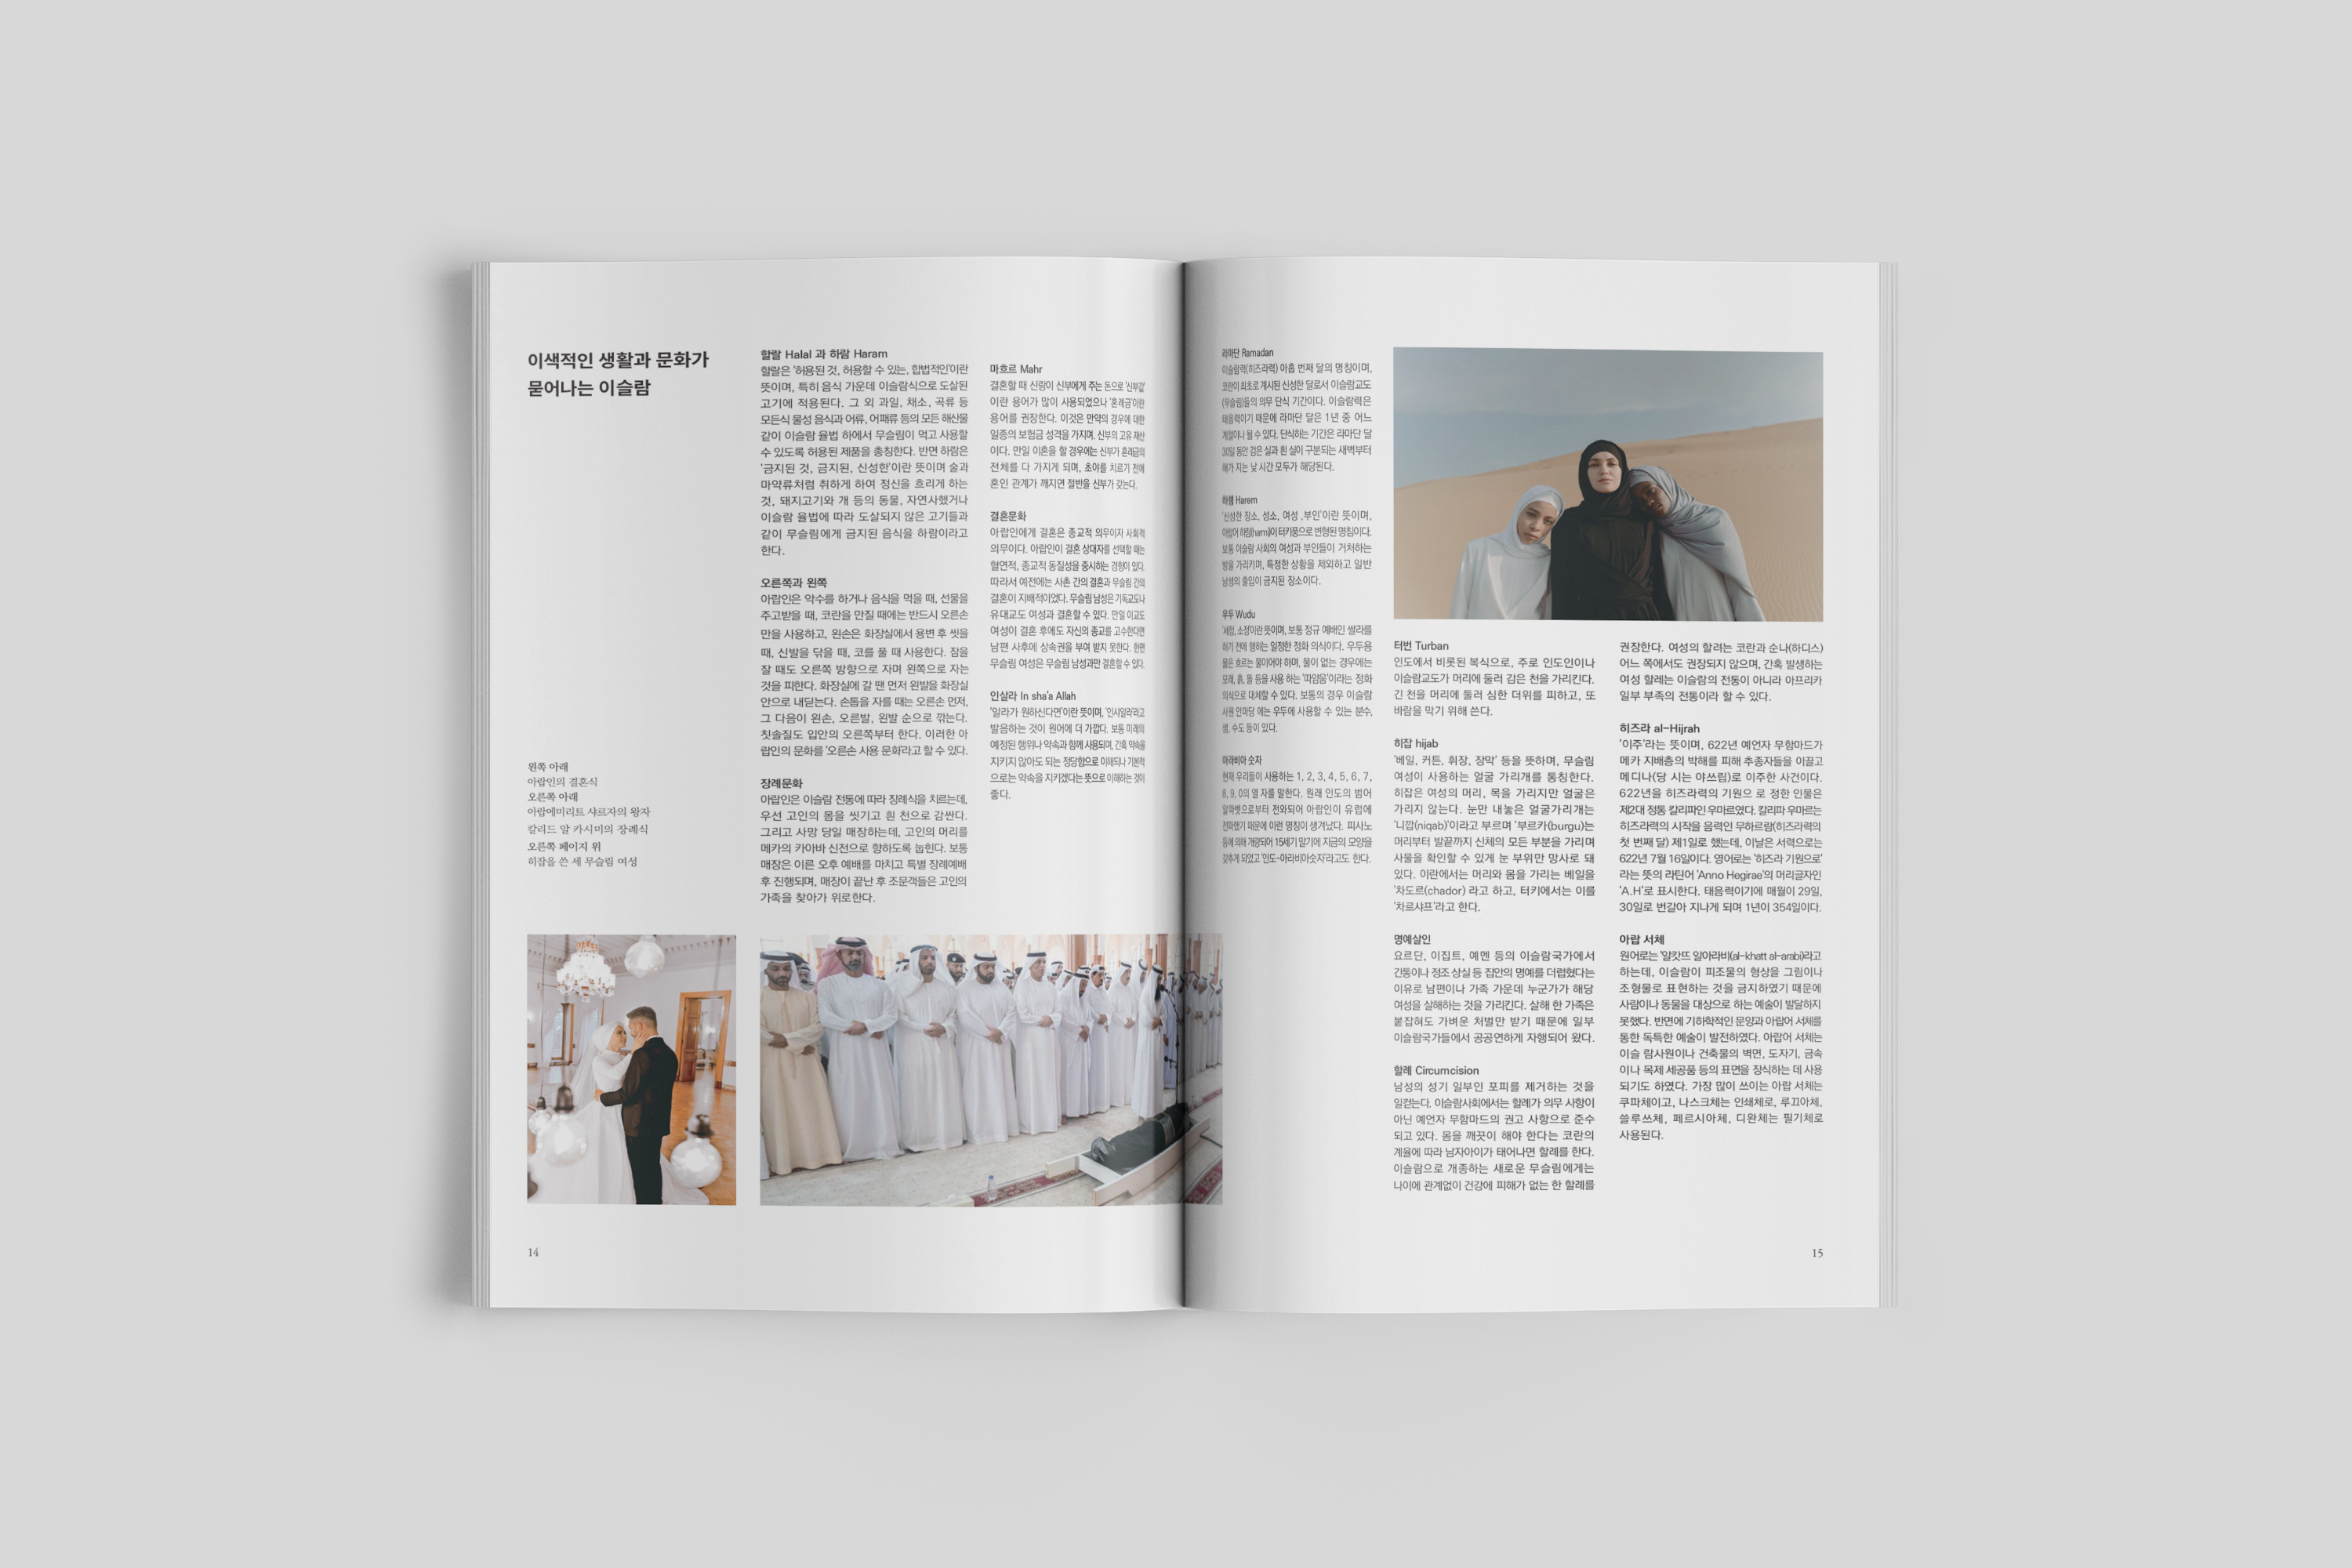 이색적인 생활과 문화가
묻어나는 이슬람
왼쪽 아래
아랍인의 결혼식
오른쪽 아래
아랍에미리트 샤르자의 왕자
칼리드 알 카시미의 장례식
오른쪽 페이지 위
히잡을 쓴 세 무슬림 여성
할랄 Halal 과 하람 Haram
할랄은 '허용된 것, 허용할 수 있는, 합법적인'이란
뜻이며, 특히 음식 가운데 이슬람식으로 도살된
고기에 적용된다. 그 외 과일, 채소, 곡류 등
모든식 물성 음식과 어류, 어패류 등의 모든 해산물
같이 이슬람 율법 하에서 무슬림이 먹고 사용할
수 있도록 허용된 제품을 총칭한다. 반면 하람은
'금지된 것, 금지된, 신성한'이란 뜻이며 술과
마약류처럼 취하게 하여 정신을 흐리게 하는
것, 돼지고기와 개 등의 동물, 자연사했거나
이슬람 율법에 따라 도살되지 않은 고기들과
같이 무슬림에게 금지된 음식을 하람이라고
한다.
오른쪽과 왼쪽
아랍인은 악수를 하거나 음식을 먹을 때, 선물을
주고받을 때, 코란을 만질 때에는 반드시 오른손
만을 사용하고, 왼손은 화장실에서 용변 후 씻을
때, 신발을 닦을 때, 코를 풀 때 사용한다. 잠을
잘 때도 오른쪽 방향으로 자며 왼쪽으로 자는
것을 피한다. 화장실에 갈 땐 먼저 왼발을 화장실
안으로 내딛는다. 손톱을 자를 때는 오른손 먼저,
그 다음이 왼손, 오른발, 왼발 순으로 깎는다.
칫솔질도 입안의 오른쪽부터 한다. 이러한 아
랍인의 문화를 '오른손 사용 문화'라고 할 수 있다.
장례문화
아랍인은 이슬람 전통에 따라 장례식을 치르는데,
우선 고인의 몸을 씻기고 흰 천으로 감싼다.
그리고 사망 당일 매장하는데, 고인의 머리를
메카의 카아바 신전으로 향하도록 눕힌다. 보통
매장은 이른 오후 예배를 마치고 특별 장례예배
후 진행되며, 매장이 끝난 후 조문객들은 고인의
가족을 찾아가 위로한다.
마흐르 Mahr
결혼할 때 신랑이 신부에게 주는 돈으로 '신부값'
이란 용어가 많이 사용되었으나 '혼례금'이란
용어를 권장한다. 이것은 만약의 경우에 대한
일종의 보험금 성격을 가지며, 신부의 고유 재산
이다. 만일 이혼을 할 경우에는 신부가 혼례금의
전체를 다 가지게 되며, 초야를 치르기 전에
혼인 관계가 깨지면 절반을 신부가 갖는다.
결혼문화
아랍인에게 결혼은 종교적 의무이자 사회적
의무이다. 아랍인이 결혼 상대자를 선택할 때는
혈연적, 종교적 동질성을 중시하는 경향이 있다.
따라서 예전에는 사촌 간의 결혼과 무슬림 간의
결혼이 지배적이었다. 무슬림 남성은 기독교도나
유대교도 여성과 결혼할 수 있다. 만일 이교도
여성이 결혼 후에도 자신의 종교를 고수한다면
남편 사후에 상속권을 부여 받지 못한다. 한편
무슬림 여성은 무슬림 남성과만 결혼할 수 있다.
인샬라 In sha'a Allah
'알라가 원하신다면'이란 뜻이며, '인샤알라'라고
발음하는 것이 원어에 더 가깝다. 보통 미래의
예정된 행위나 약속과 함께 사용되며, 간혹 약속을
지키지 않아도 되는 정당함으로 이해되나 기본적
으로는 약속을 지키겠다는 뜻으로 이해하는 것이
좋다.
14
라마단 Ramadan
이슬람력(히즈라력) 아홉 번째 달의 명칭이며,
코란이 최초로 계시된 신성한 달로서 이슬람교도
(무슬림)들의 의무 단식 기간이다. 이슬람력은
태음력이기 때문에 라마단 달은 1년 중 어느
계절이나 될 수 있다. 단식하는 기간은 라마단 달
30일 동안 검은 실과 흰 실이 구분되는 새벽부터
해가 지는 낮 시간 모두가 해당된다.
하렘 Harem
'신성한 장소, 성소, 여성 ,부인'이란 뜻이며,
아랍어 하림(harim)이 터키풍으로 변형된 명칭이다.
보통 이슬람 사회의 여성과 부인들이 거처하는
방을 가리키며, 특정한 상황을 제외하고 일반
남성의 출입이 금지된 장소이다.
우두 Wudu
'세정, 소정'이란 뜻이며, 보통 정규 예배인 쌀라를
하기 전에 행하는 일정한 정화 의식이다. 우두용
물은 흐르는 물이어야 하며, 물이 없는 경우에는
모래, 흙, 돌 등을 사용 하는 '따얌뭄'이라는 정화
의식으로 대체할 수 있다. 보통의 경우 이슬람
사원 안마당 에는 우두에 사용할 수 있는 분수,
샘, 수도 등이 있다.
아라비아 숫자
현재 우리들이 사용하는 1, 2, 3, 4, 5, 6, 7,
8, 9, 0의 열 자를 말한다. 원래 인도의 범어
알파벳으로부터 전와되어 아랍인이 유럽에
전파했기 때문에 이런 명칭이 생겨났다. 피사노
등에 의해 개량되어 15세기 말기에 지금의 모양을
갖추게 되었고 '인도-아라비아숫자'라고도 한다.
터번 Turban
인도에서 비롯된 복식으로, 주로 인도인이나
이슬람교도가 머리에 둘러 감은 천을 가리킨다.
긴 천을 머리에 둘러 심한 더위를 피하고, 또
바람을 막기 위해 쓴다.
히잡 hijab
'베일, 커튼, 휘장, 장막' 등을 뜻하며, 무슬림
여성이 사용하는 얼굴 가리개를 통칭한다.
히잡은 여성의 머리, 목을 가리지만 얼굴은
가리지 않는다. 눈만 내놓은 얼굴가리개는
'니깝(niqab)'이라고 부르며 '부르카(burgu)는
머리부터 발끝까지 신체의 모든 부분을 가리며
사물을 확인할 수 있게 눈 부위만 망사로 돼
있다. 이란에서는 머리와 몸을 가리는 베일을
'차도르(chador) 라고 하고, 터키에서는 이를
'차르샤프'라고 한다.
명예살인
요르단, 이집트, 예멘 등의 이슬람국가에서
간통이나 정조 상실 등 집안의 명예를 더럽혔다는
이유로 남편이나 가족 가운데 누군가가 해당
여성을 살해하는 것을 가리킨다. 살해 한 가족은
붙잡혀도 가벼운 처벌만 받기 때문에 일부
이슬람국가들에서 공공연하게 자행되어 왔다.
할례 Circumcision
남성의 성기 일부인 포피를 제거하는 것을
일컫는다. 이슬람사회에서는 할례가 의무 사항이
아닌 예언자 무함마드의 권고 사항으로 준수
되고 있다. 몸을 깨끗이 해야 한다는 코란의
계율에 따라 남자아이가 태어나면 할례를 한다.
이슬람으로 개종하는 새로운 무슬림에게는
나이에 관계없이 건강에 피해가 없는 한 할례를
권장한다. 여성의 할려는 코란과 순나(하디스)
어느 쪽에서도 권장되지 않으며, 간혹 발생하는
여성 할레는 이슬람의 전통이 아니라 아프리카
일부 부족의 전통이라 할 수 있다.
히즈라 al-Hijrah
'이주'라는 뜻이며, 622년 예언자 무함마드가
메카 지배층의 박해를 피해 추종자들을 이끌고
메디나(당 시는 야쓰립)로 이주한 사건이다.
622년을 히즈라력의 기원으 로 정한 인물은
제2대 정통 칼리파인 우마르였다. 칼리파 우마르는
히즈라력의 시작을 음력인 무하르람(히즈라력의
첫 번째 달) 제1일로 했는데, 이날은 서력으로는
622년 7월 16일이다. 영어로는 '히즈라 기원으로'
라는 뜻의 라틴어 'Anno Hegirae'의 머리글자인
'A.H'로 표시한다. 태음력이기에 매월이 29일,
30일로 번갈아 지나게 되며 1년이 354일이다.
아랍 서체
원어로는 '알캇뜨 알아라비(al-khatt al-arabi)라고
하는데, 이슬람이 피조물의 형상을 그림이나
조형물로 표현하는 것을 금지하였기 때문에
사람이나 동물을 대상으로 하는 예술이 발달하지
못했다. 반면에 기하학적인 문양과 아랍어 서체를
통한 독특한 예술이 발전하였다. 아랍어 서체는
이슬 람사원이나 건축물의 벽면, 도자기, 금속
이나 목제 세공품 등의 표면을 장식하는 데 사용
되기도 하였다. 가장 많이 쓰이는 아랍 서체는
쿠파체이고, 나스크체는 인쇄체로, 루끄아체,
쓸루쓰체, 페르시아체, 디완체는 필기체로
사용된다.
15